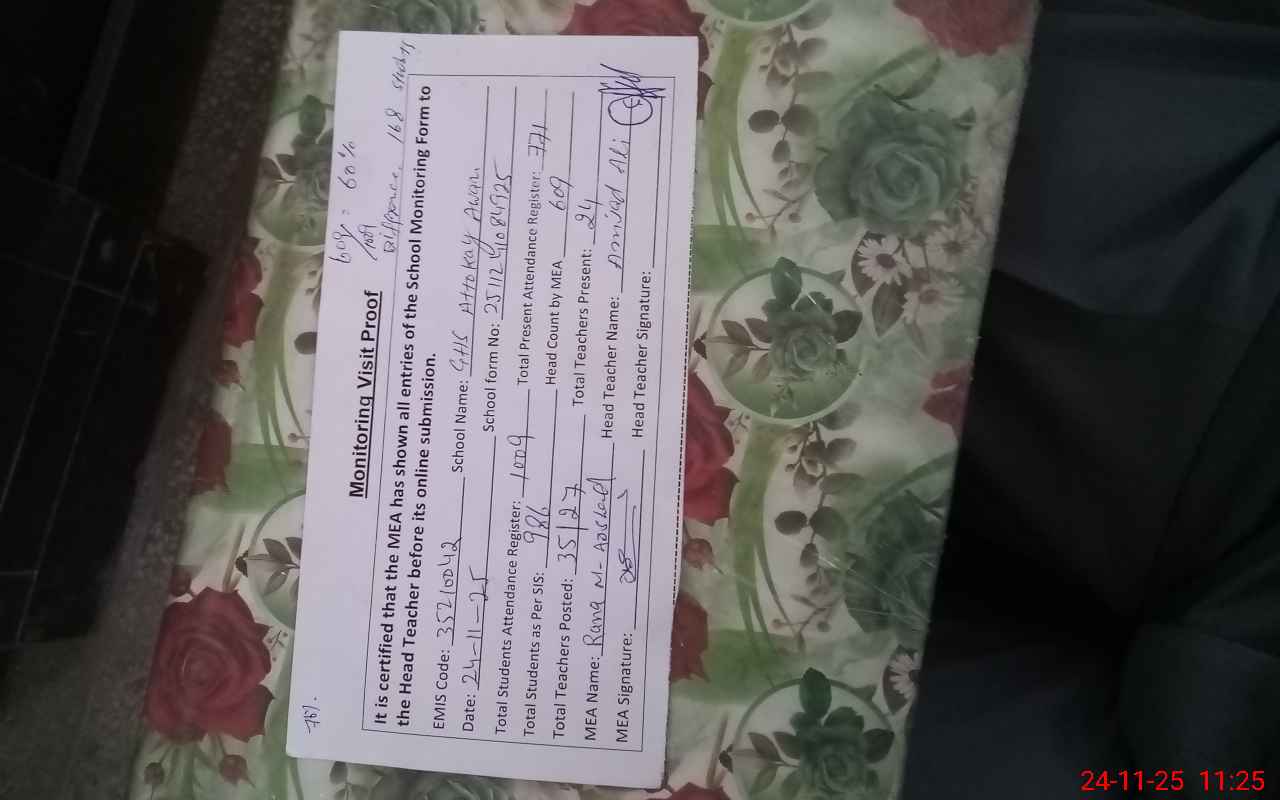 609/1009 = 60%
Difference 168 students
78%.
Monitoring Visit Proof
It is certified that the MEA has shown all entries of the School Monitoring Form to
the Head Teacher before its online submission.
EMIS Code: 35210042 School Name: GHS Attokay Awan
Date: 24-11-25 School form No:
Total Students Attendance Register: 1009 Total Present Attendance Register: 771
Total Students as Per SIS: 986 Head Count by MEA 609
Total Teachers Posted: 35/27 Total Teachers Present: 24
MEA Name: Rana M- Arshad Head Teacher Name: Amjad Ali
MEA Signature: Head Teacher Signature:
24-11-25 11:25